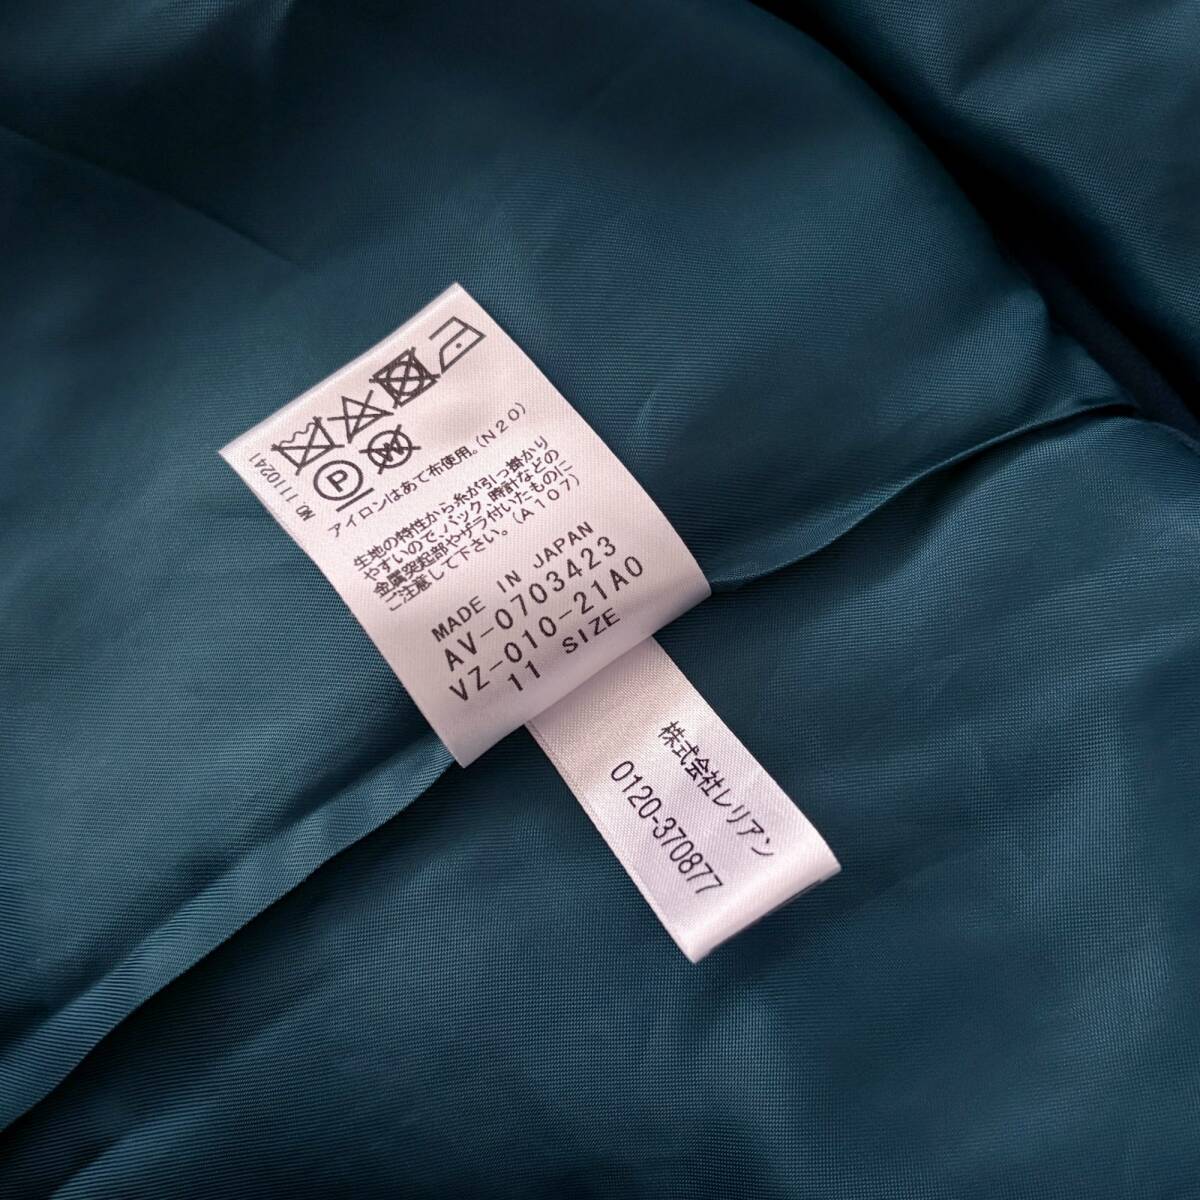 NO.1110241
P
W
アイロンはあて布使用。(N20)
生地の特性から糸が引っ掛かり
やすいので、バック、時計などの
金属突起部やザラ付いたものに
ご注意して下さい。(A107)
MADE IN JAPAN
AV-0703423
VZ-010-21A0
11 SIZE
株式会社レリアン
0120-370877